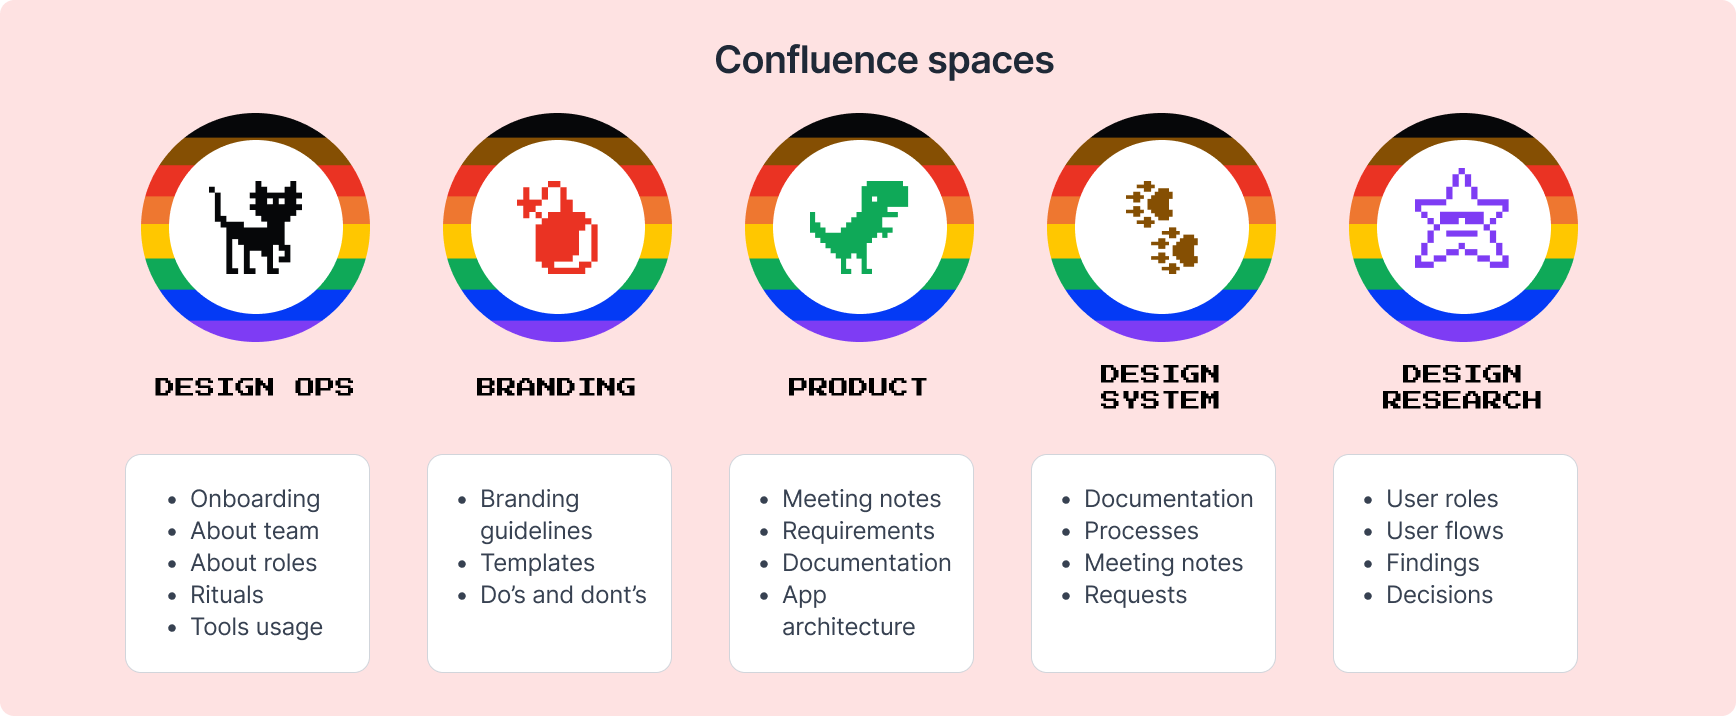 Confluence spaces
DESIGN OPS
BRANDING
PRODUCT
DESIGN
SYSTEM
DESIGN
RESEARCH
• Onboarding
• About team
• About roles
• Rituals
• Tools usage
• Branding
guidelines
• Templates
• Do’s and dont’s
• Meeting notes
• Requirements
• Documentation
• App
architecture
• Documentation
• Processes
• Meeting notes
• Requests
• User roles
• User flows
• Findings
• Decisions